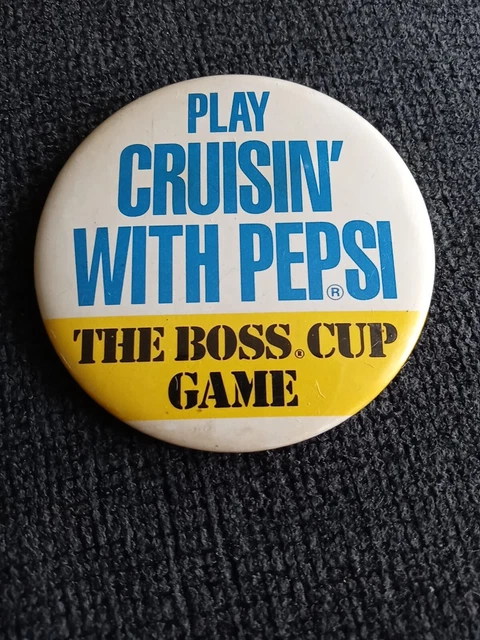 PLAY
CRUISIN'
WITH PEPSI®
THE BOSS® CUP
GAME